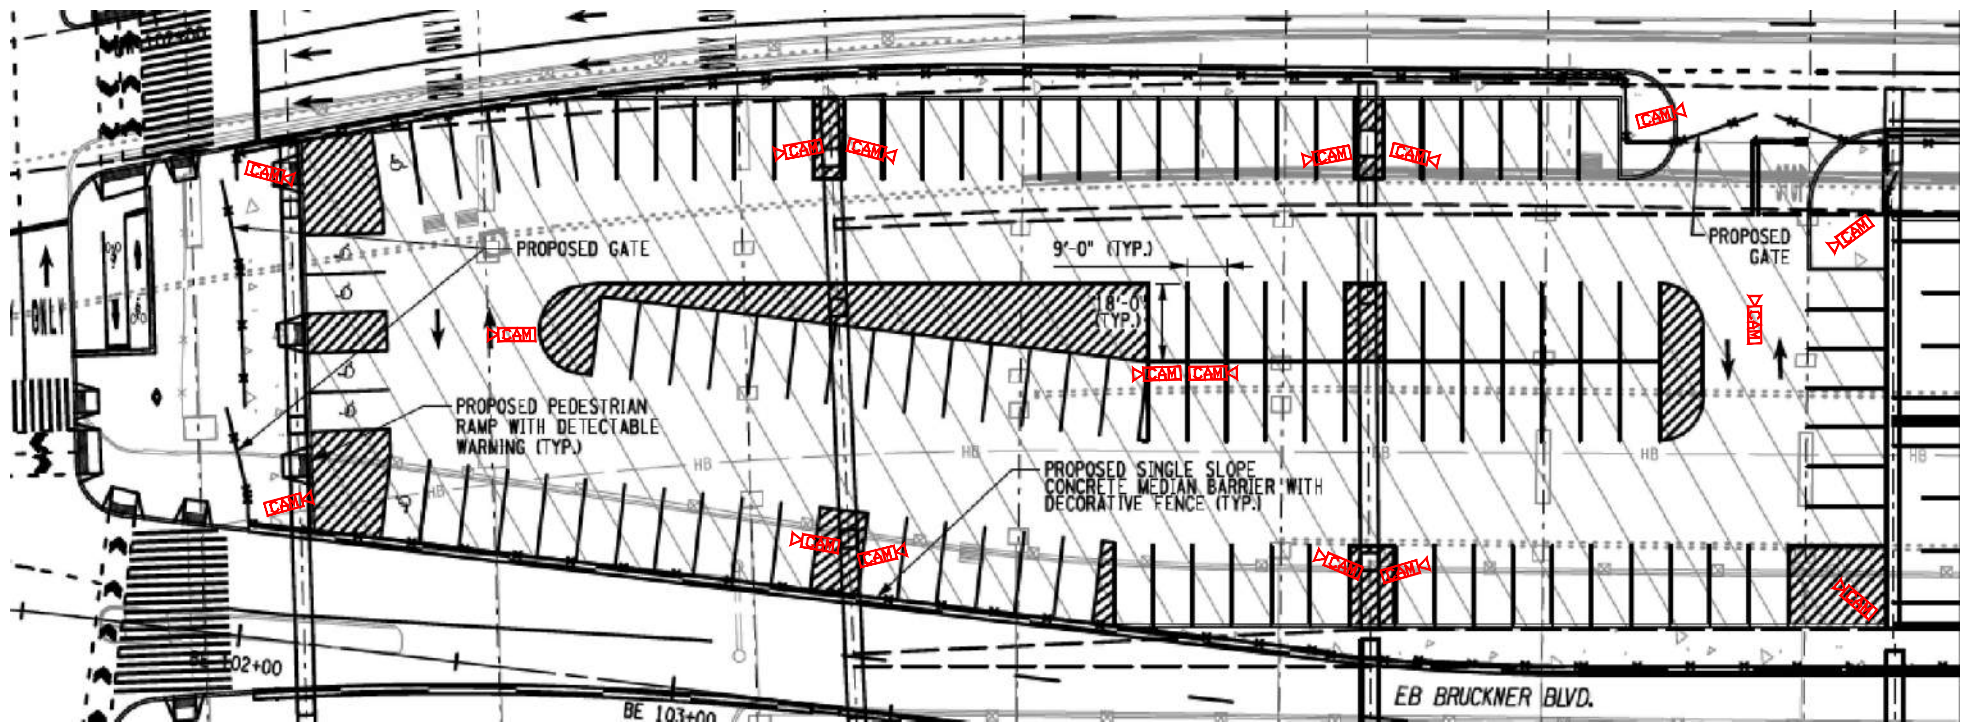 102+00
ONLY
ONLY
CAM
CAM
CAM
CAM
CAM
CAM
PROPOSED GATE
9'-0" (TYP.)
PROPOSED
GATE
CAM
18'-0"
(TYP.)
ONLY
CAM
CAM
CAM
CAM
PROPOSED PEDESTRIAN
RAMP WITH DETECTABLE
WARNING (TYP.)
HB
HB
HB
HB
HB
HB
PROPOSED SINGLE SLOPE
CONCRETE MEDIAN BARRIER WITH
DECORATIVE FENCE (TYP.)
CAM
CAM
CAM
CAM
CAM
CAM
BE 102+00
EB BRUCKNER BLVD.
BE 103+00